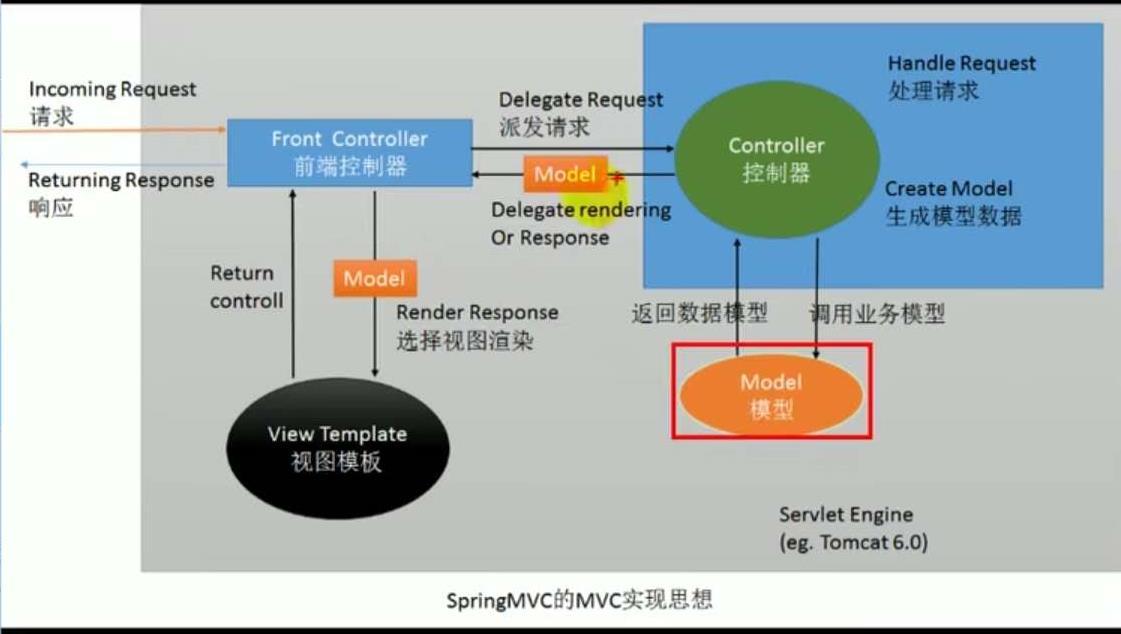 Incoming Request
请求
Returning Response
响应
Front Controller
前端控制器
Delegate Request
派发请求
Model
Delegate rendering
Or Response
Controller
控制器
Handle Request
处理请求
Create Model
生成模型数据
Return
controll
Model
Render Response
选择视图渲染
返回数据模型
调用业务模型
Model
模型
View Template
视图模板
Servlet Engine
(eg. Tomcat 6.0)
SpringMVC的MVC实现思想